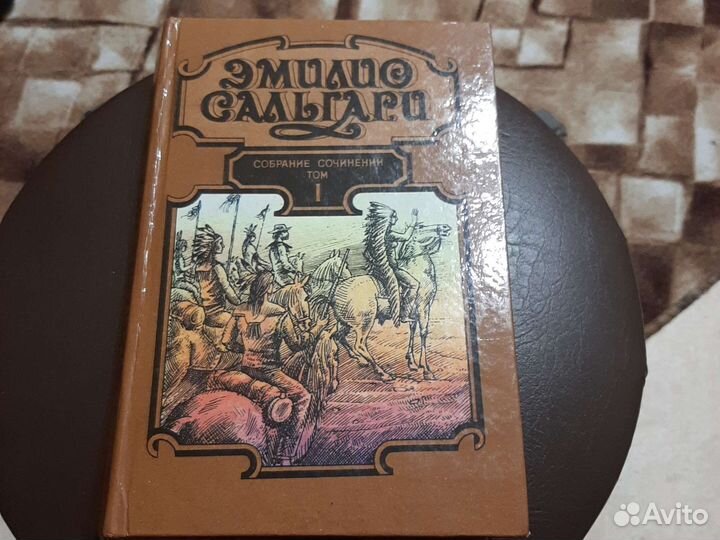 ЭМИЛИО
САЛЬГАРИ
СОБРАНИЕ СОЧИНЕНИЙ
ТОМ
I
Avito